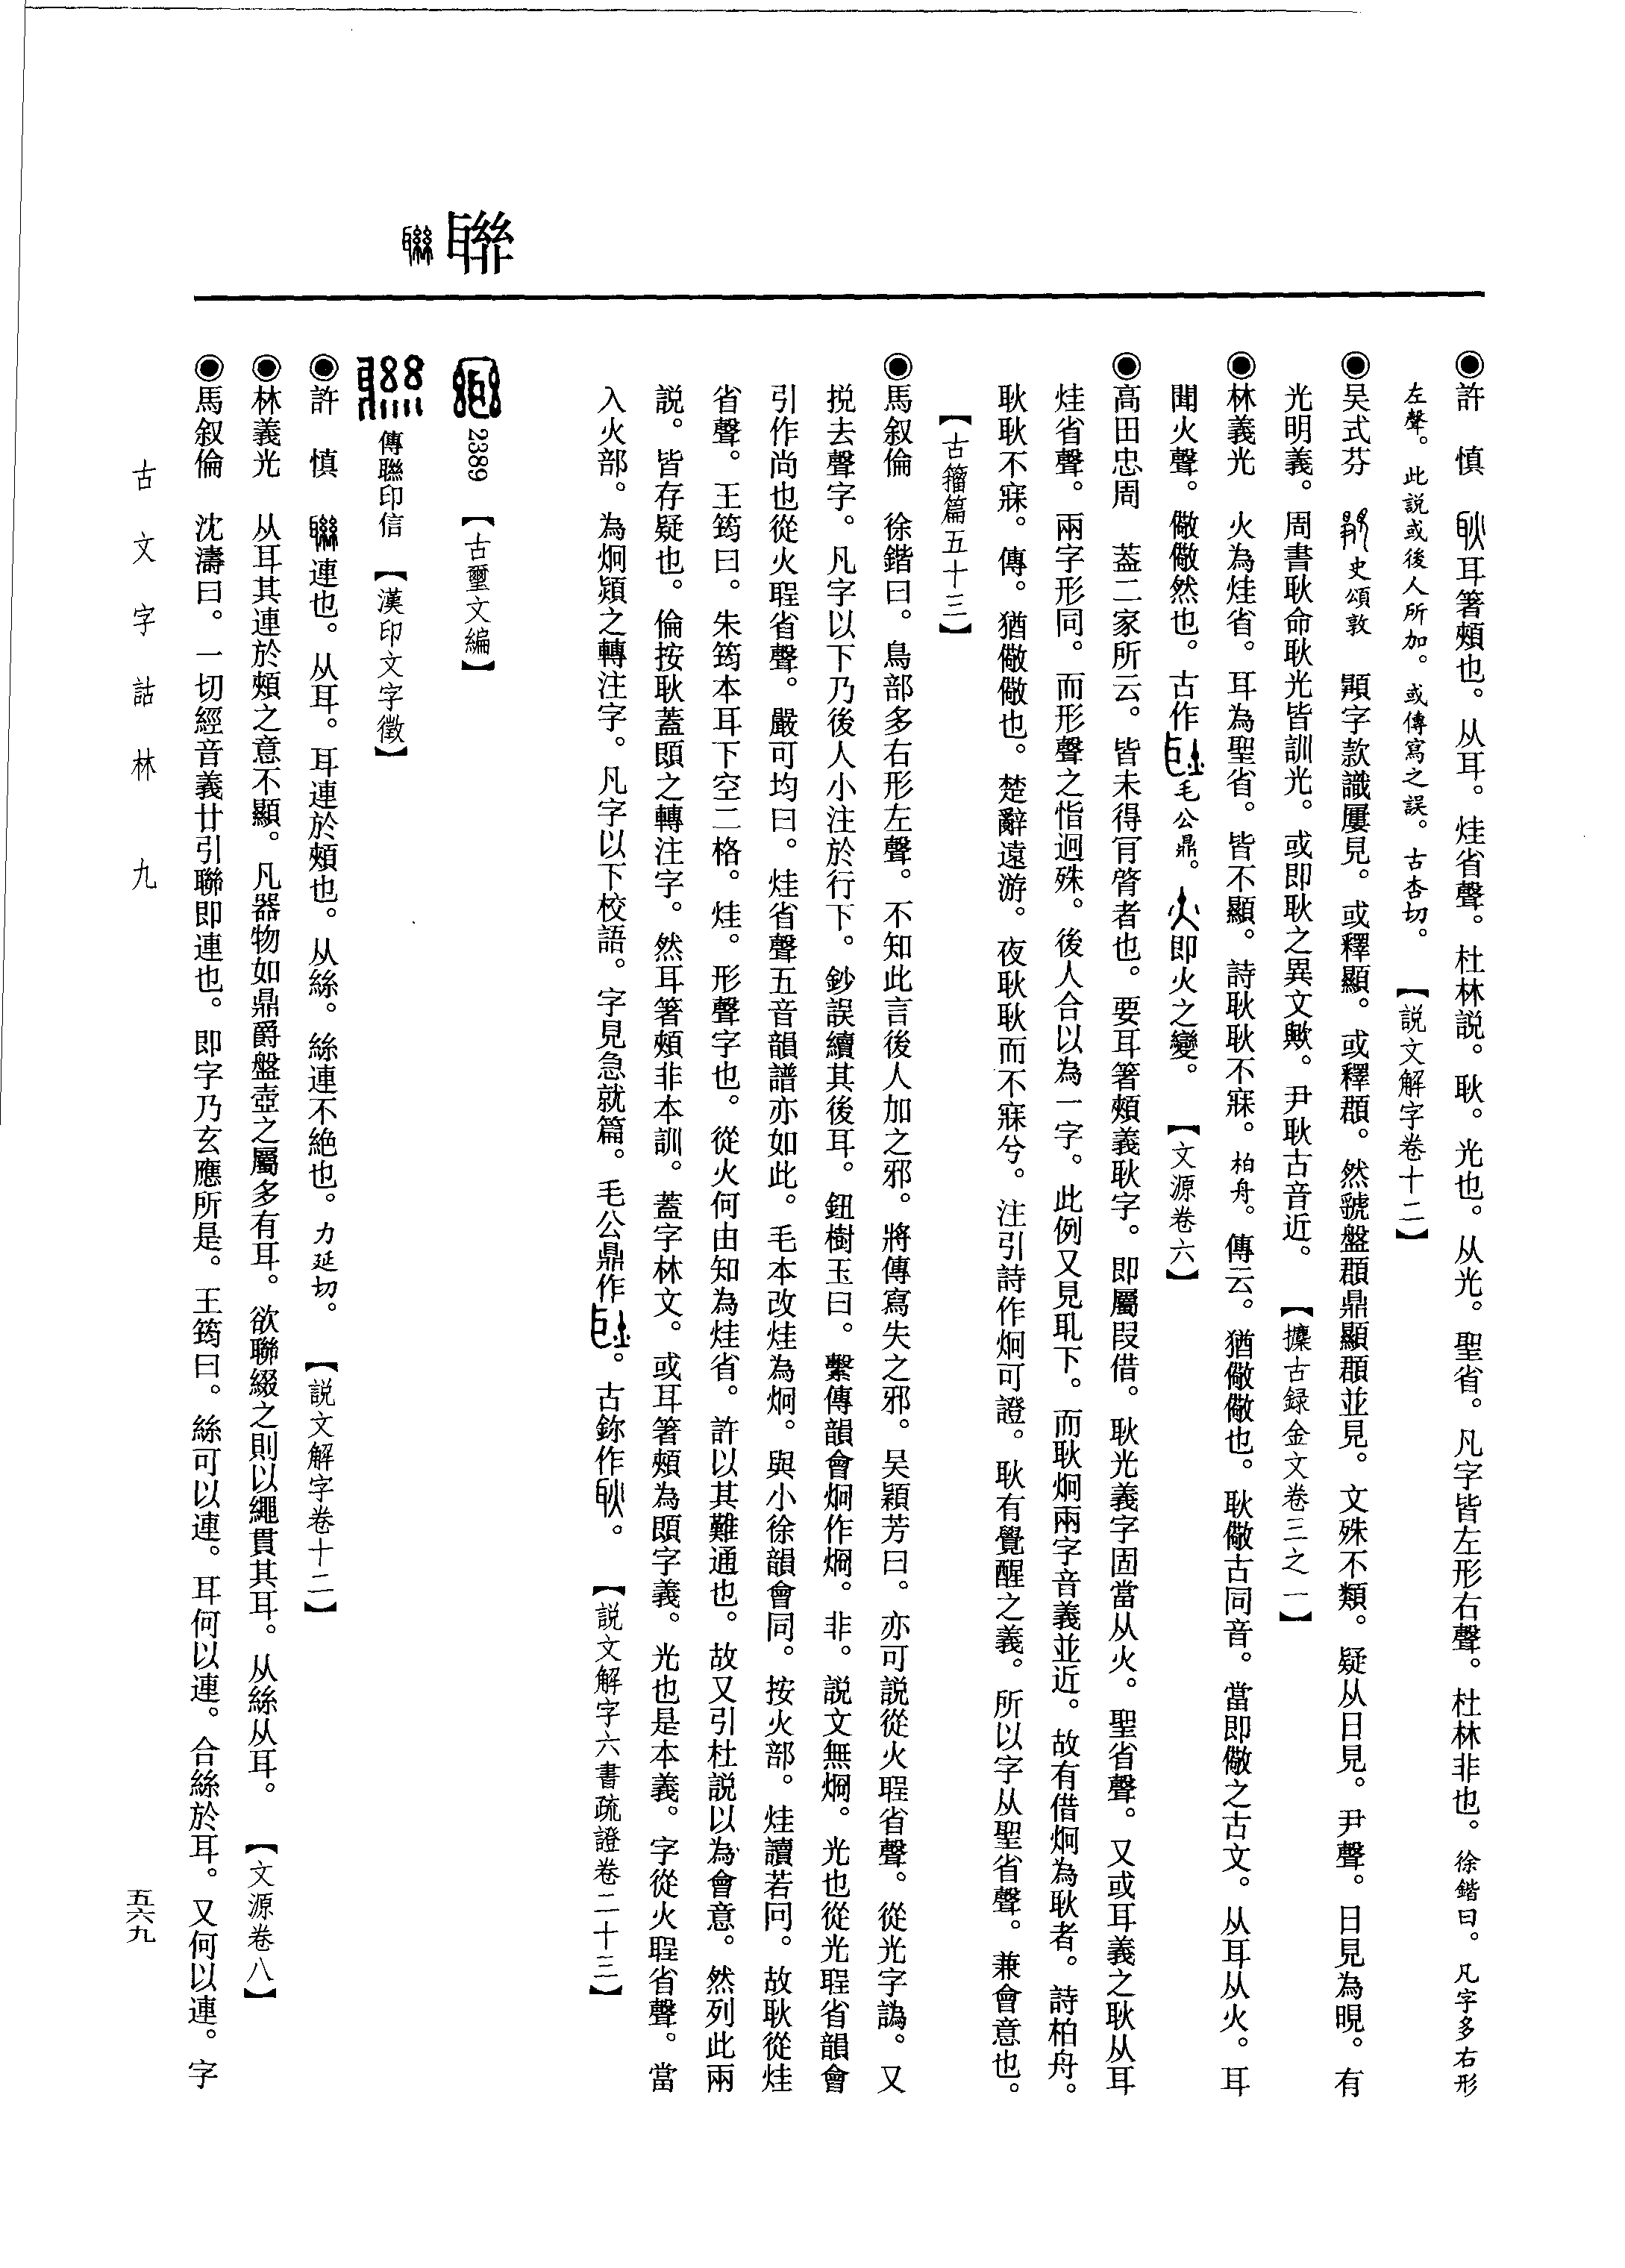 聯
●許　慎　耿耳箸頰也。从耳。烓省聲。杜林説。耿。光也。从光。聖省。凡字皆左形右聲。杜林非也。徐鍇曰。凡字多右形
左聲。此説或後人所加。或傳寫之誤。古杏切。【説文解字卷十二】
●吴式芬　史頌敦　顯字款識屢見。或釋顯。或釋頵。然虢盤頵鼎顯頵並見。文殊不類。疑从日見。尹聲。日見為晛。有
光明義。周書耿命耿光皆訓光。或即耿之異文歟。尹耿古音近。【攈古録金文卷三之一】
●林義光　火為烓省。耳為聖省。皆不顯。詩耿耿不寐。柏舟。傳云。猶儆儆也。耿儆古同音。當即儆之古文。从耳从火。耳
聞火聲。儆儆然也。古作毛公鼎。即火之變。【文源卷六】
●高田忠周　葢二家所云。皆未得肎綮者也。要耳箸頰義耿字。即屬叚借。耿光義字固當从火。聖省聲。又或耳義之耿从耳
烓省聲。兩字形同。而形聲之恉迥殊。後人合以為一字。此例又見耴下。而耿炯兩字音義並近。故有借炯為耿者。詩柏舟。
耿耿不寐。傳。猶儆儆也。楚辭遠游。夜耿耿而不寐兮。注引詩作炯可證。耿有覺醒之義。所以字从聖省聲。兼會意也。
【古籀篇五十三】
●馬叙倫　徐鍇曰。鳥部多右形左聲。不知此言後人加之邪。將傳寫失之邪。吴穎芳曰。亦可説從火聖省聲。從光字譌。又
捝去聲字。凡字以下乃後人小注於行下。鈔誤續其後耳。鈕樹玉曰。繫傳韻會炯作烱。非。説文無烱。光也從光聖省韻會
引作尚也從火聖省聲。嚴可均曰。烓省聲五音韻譜亦如此。毛本改烓為炯。與小徐韻會同。按火部。烓讀若冋。故耿從烓
省聲。王筠曰。朱筠本耳下空二格。烓。形聲字也。從火何由知為烓省。許以其難通也。故又引杜説以為會意。然列此兩
説。皆存疑也。倫按耿蓋頣之轉注字。然耳箸頰非本訓。蓋字林文。或耳箸頰為頣字義。光也是本義。字從火聖省聲。當
入火部。為炯熲之轉注字。凡字以下校語。字見急就篇。毛公鼎作。古鉨作。【説文解字六書疏證卷二十三】
2389【古璽文編】
傳聯印信【漢印文字徵】
●許　慎　聯連也。从耳。耳連於頰也。从絲。絲連不絶也。力延切。【説文解字卷十二】
●林義光　从耳其連於頰之意不顯。凡器物如鼎爵盤壺之屬多有耳。欲聯綴之則以繩貫其耳。从絲从耳。【文源卷八】
●馬叙倫　沈濤曰。一切經音義廿引聯即連也。即字乃玄應所足。王筠曰。絲可以連。耳何以連。合絲於耳。又何以連。字
古文字詁林　九
五六九